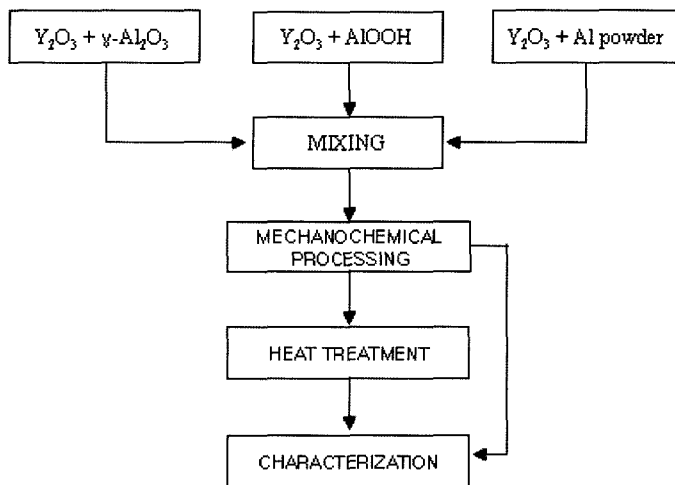 Y₂O₃ + γ-Al₂O₃
Y₂O₃ + AlOOH
Y₂O₃ + Al powder
MIXING
MECHANOCHEMICAL
PROCESSING
HEAT TREATMENT
CHARACTERIZATION